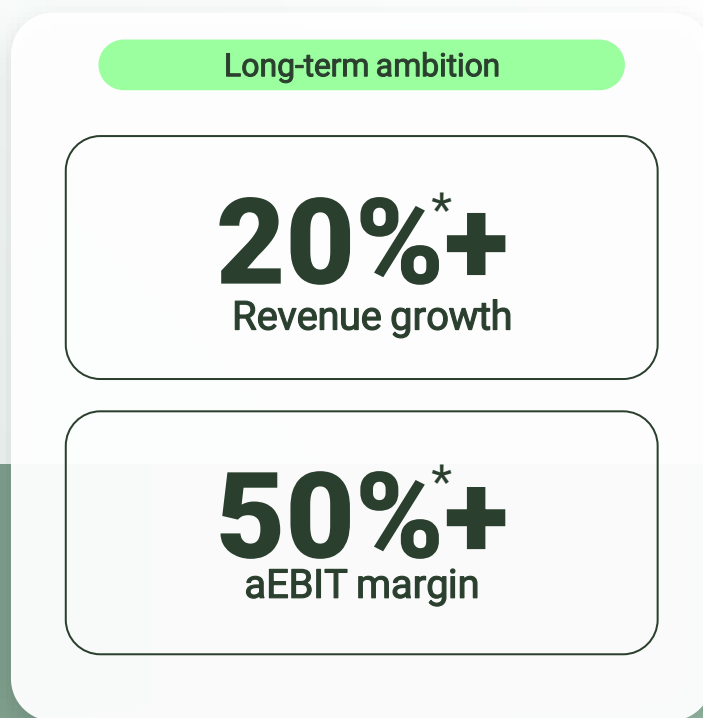 Long-term ambition
20%*+
Revenue growth
50%*+
aEBIT margin